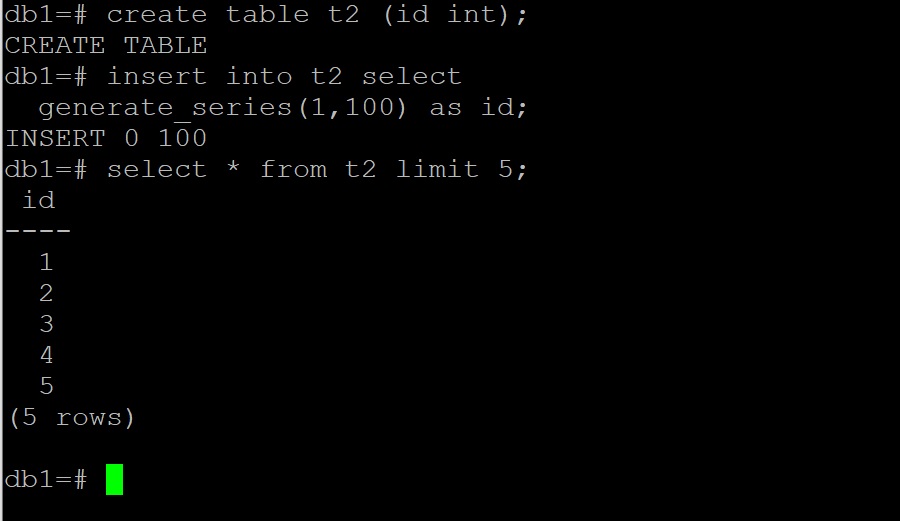 db1=# create table t2 (id int);
CREATE TABLE
db1=# insert into t2 select
  generate_series(1,100) as id;
INSERT 0 100
db1=# select * from t2 limit 5;
 id
----
  1
  2
  3
  4
  5
(5 rows)

db1=#